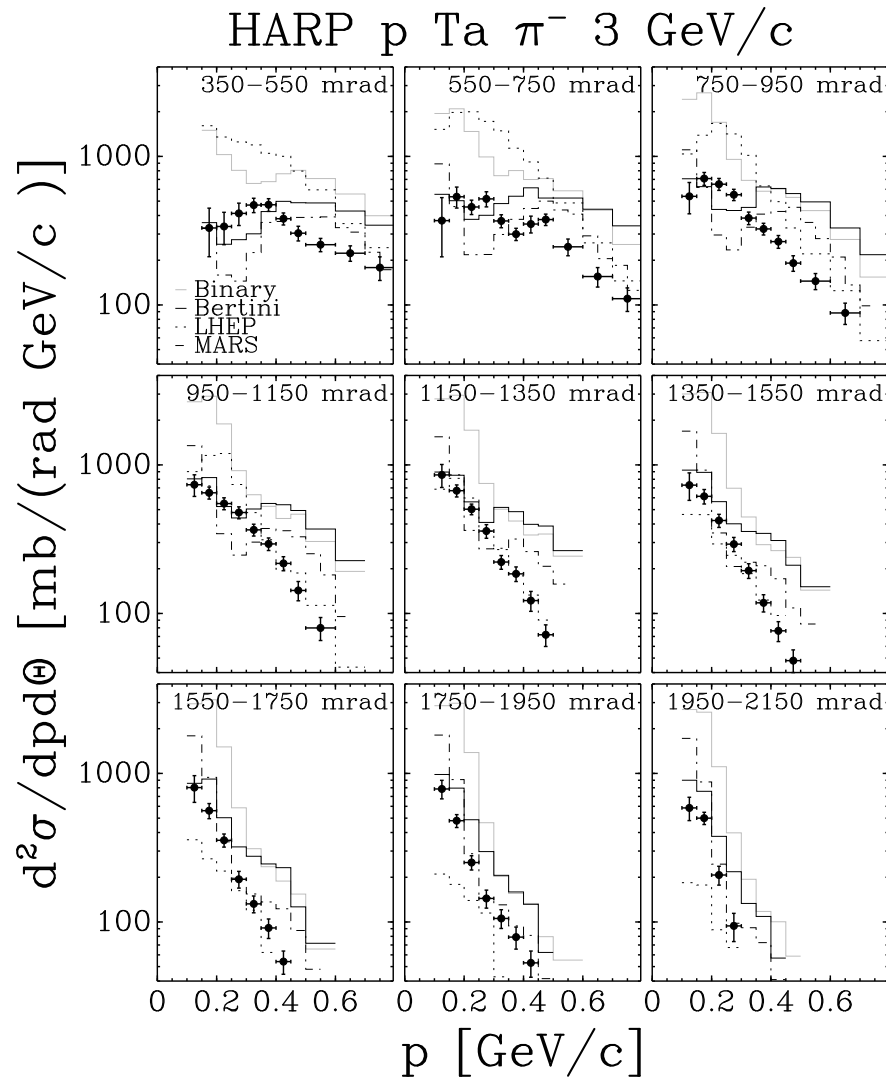 HARP p Ta π⁻ 3 GeV/c
d²σ/dpdΘ [mb/(rad GeV/c )]
350−550 mrad
550−750 mrad
750−950 mrad
1000
100
Binary
Bertini
LHEP
MARS
950−1150 mrad
1150−1350 mrad
1350−1550 mrad
1000
100
1550−1750 mrad
1750−1950 mrad
1950−2150 mrad
1000
100
0 0.2 0.4 0.6 0 0.2 0.4 0.6 0 0.2 0.4 0.6
p [GeV/c]